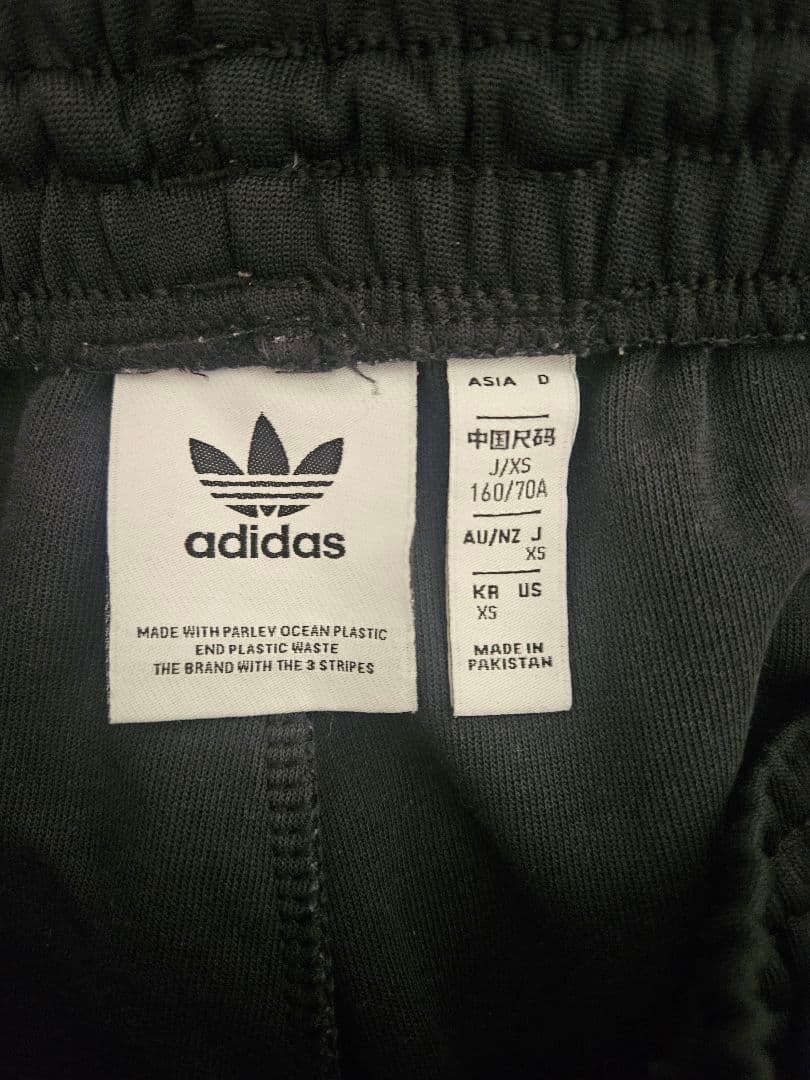 adidas
MADE WITH PARLEY OCEAN PLASTIC
END PLASTIC WASTE
THE BRAND WITH THE 3 STRIPES
ASIA D
中国尺码
J/XS
160/70A
AU/NZ J
XS
KR US
XS
MADE IN
PAKISTAN